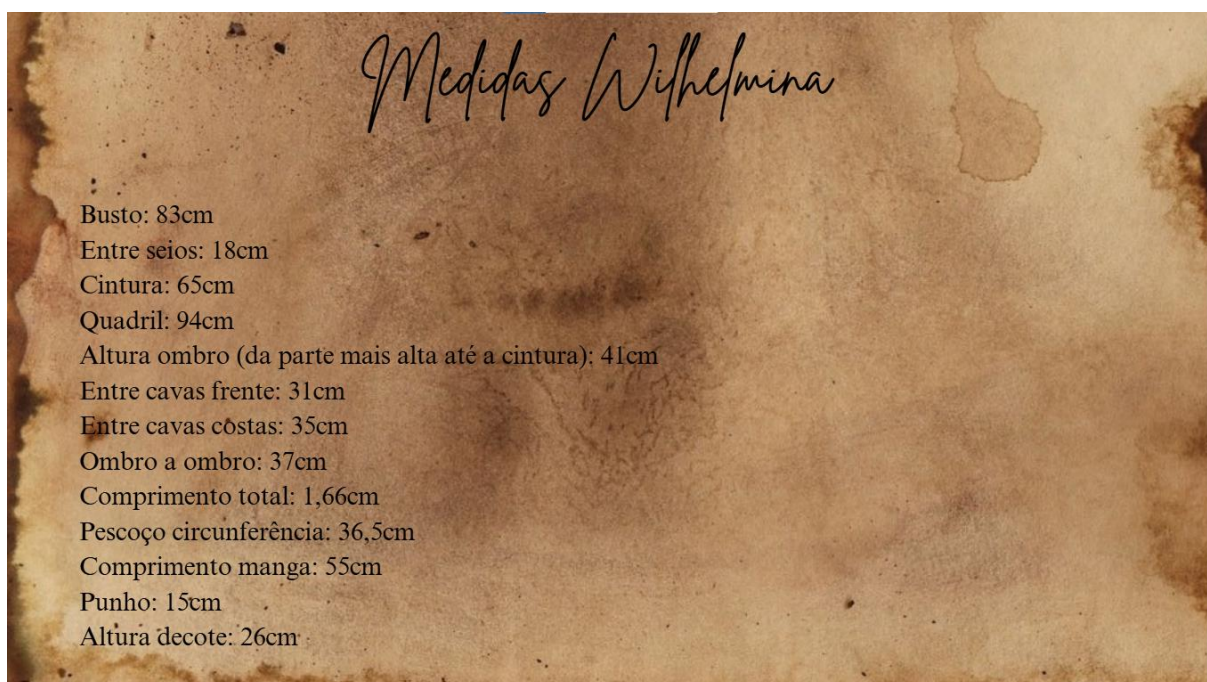 Medidas Wilhelmina
Busto: 83cm
Entre seios: 18cm
Cintura: 65cm
Quadril: 94cm
Altura ombro (da parte mais alta até a cintura): 41cm
Entre cavas frente: 31cm
Entre cavas costas: 35cm
Ombro a ombro: 37cm
Comprimento total: 1,66cm
Pescoço circunferência: 36,5cm
Comprimento manga: 55cm
Punho: 15cm
Altura decote: 26cm